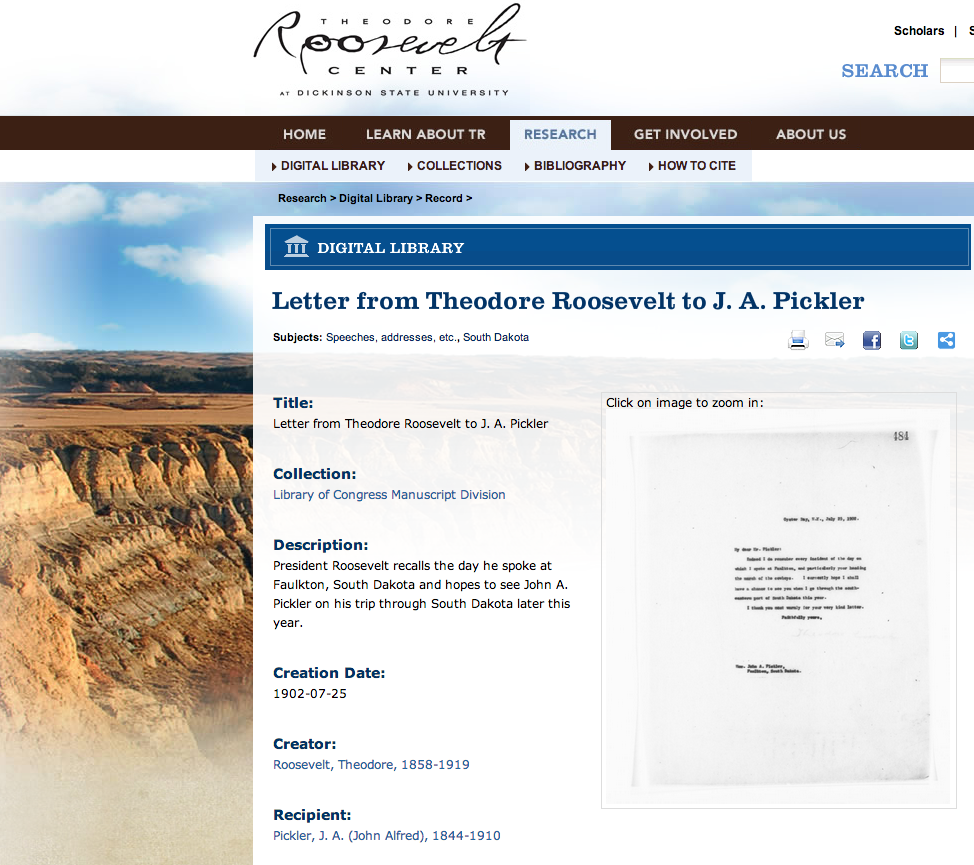 THEODORE
Roosevelt
CENTER
AT DICKINSON STATE UNIVERSITY
Scholars | S
SEARCH
HOME LEARN ABOUT TR RESEARCH GET INVOLVED ABOUT US
DIGITAL LIBRARY COLLECTIONS BIBLIOGRAPHY HOW TO CITE
Research > Digital Library > Record >
DIGITAL LIBRARY
Letter from Theodore Roosevelt to J. A. Pickler
Subjects: Speeches, addresses, etc., South Dakota
Title:
Letter from Theodore Roosevelt to J. A. Pickler
Collection:
Library of Congress Manuscript Division
Description:
President Roosevelt recalls the day he spoke at
Faulkton, South Dakota and hopes to see John A.
Pickler on his trip through South Dakota later this
year.
Creation Date:
1902-07-25
Creator:
Roosevelt, Theodore, 1858-1919
Recipient:
Pickler, J. A. (John Alfred), 1844-1910
Click on image to zoom in:
484
Oyster Bay, N.Y., July 25, 1902.
My dear Mr. Pickler:
Indeed I do remember every incident of the day on
which I spoke at Faulkton, and particularly your heading
the march of the cowboys. I earnestly hope I shall
have a chance to see you when I go through the south-
eastern part of South Dakota this year.
I thank you most warmly for your very kind letter.
Faithfully yours,
Hon. John A. Pickler,
Faulkton, South Dakota.